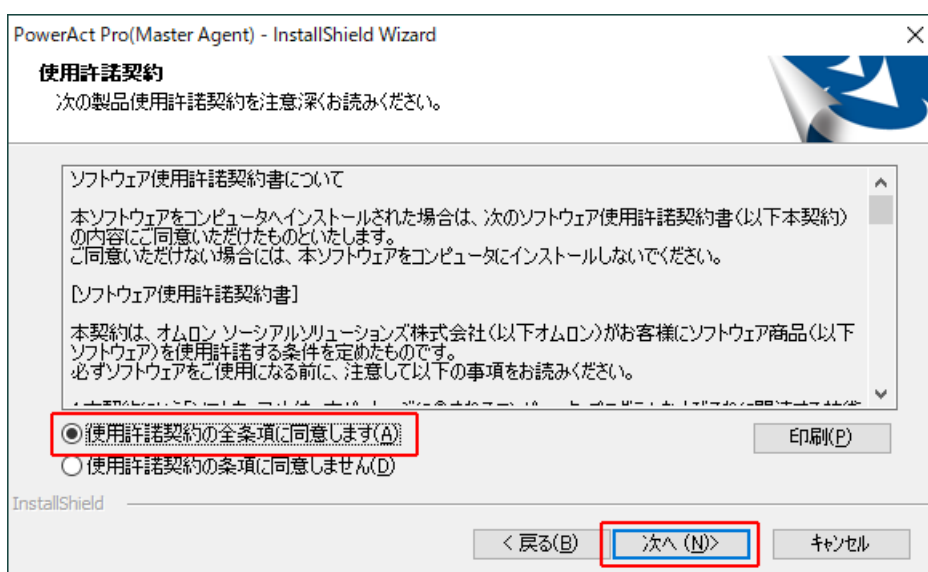 PowerAct Pro(Master Agent) - InstallShield Wizard
使用許諾契約
次の製品使用許諾契約を注意深くお読みください。
ソフトウェア使用許諾契約書について
本ソフトウェアをコンピュータへインストールされた場合は、次のソフトウェア使用許諾契約書(以下本契約)
の内容にご同意いただけたものといたします。
ご同意いただけない場合には、本ソフトウェアをコンピュータにインストールしないでください。
[ソフトウェア使用許諾契約書]
本契約は、オムロン ソーシアルソリューションズ株式会社(以下オムロン)がお客様にソフトウェア商品(以下
ソフトウェア)を使用許諾する条件を定めたものです。
必ずソフトウェアをご使用になる前に、注意して以下の事項をお読みください。
使用許諾契約の全条項に同意します(A)
印刷(P)
使用許諾契約の条項に同意しません(D)
InstallShield
< 戻る(B)
次へ (N)>
キャンセル